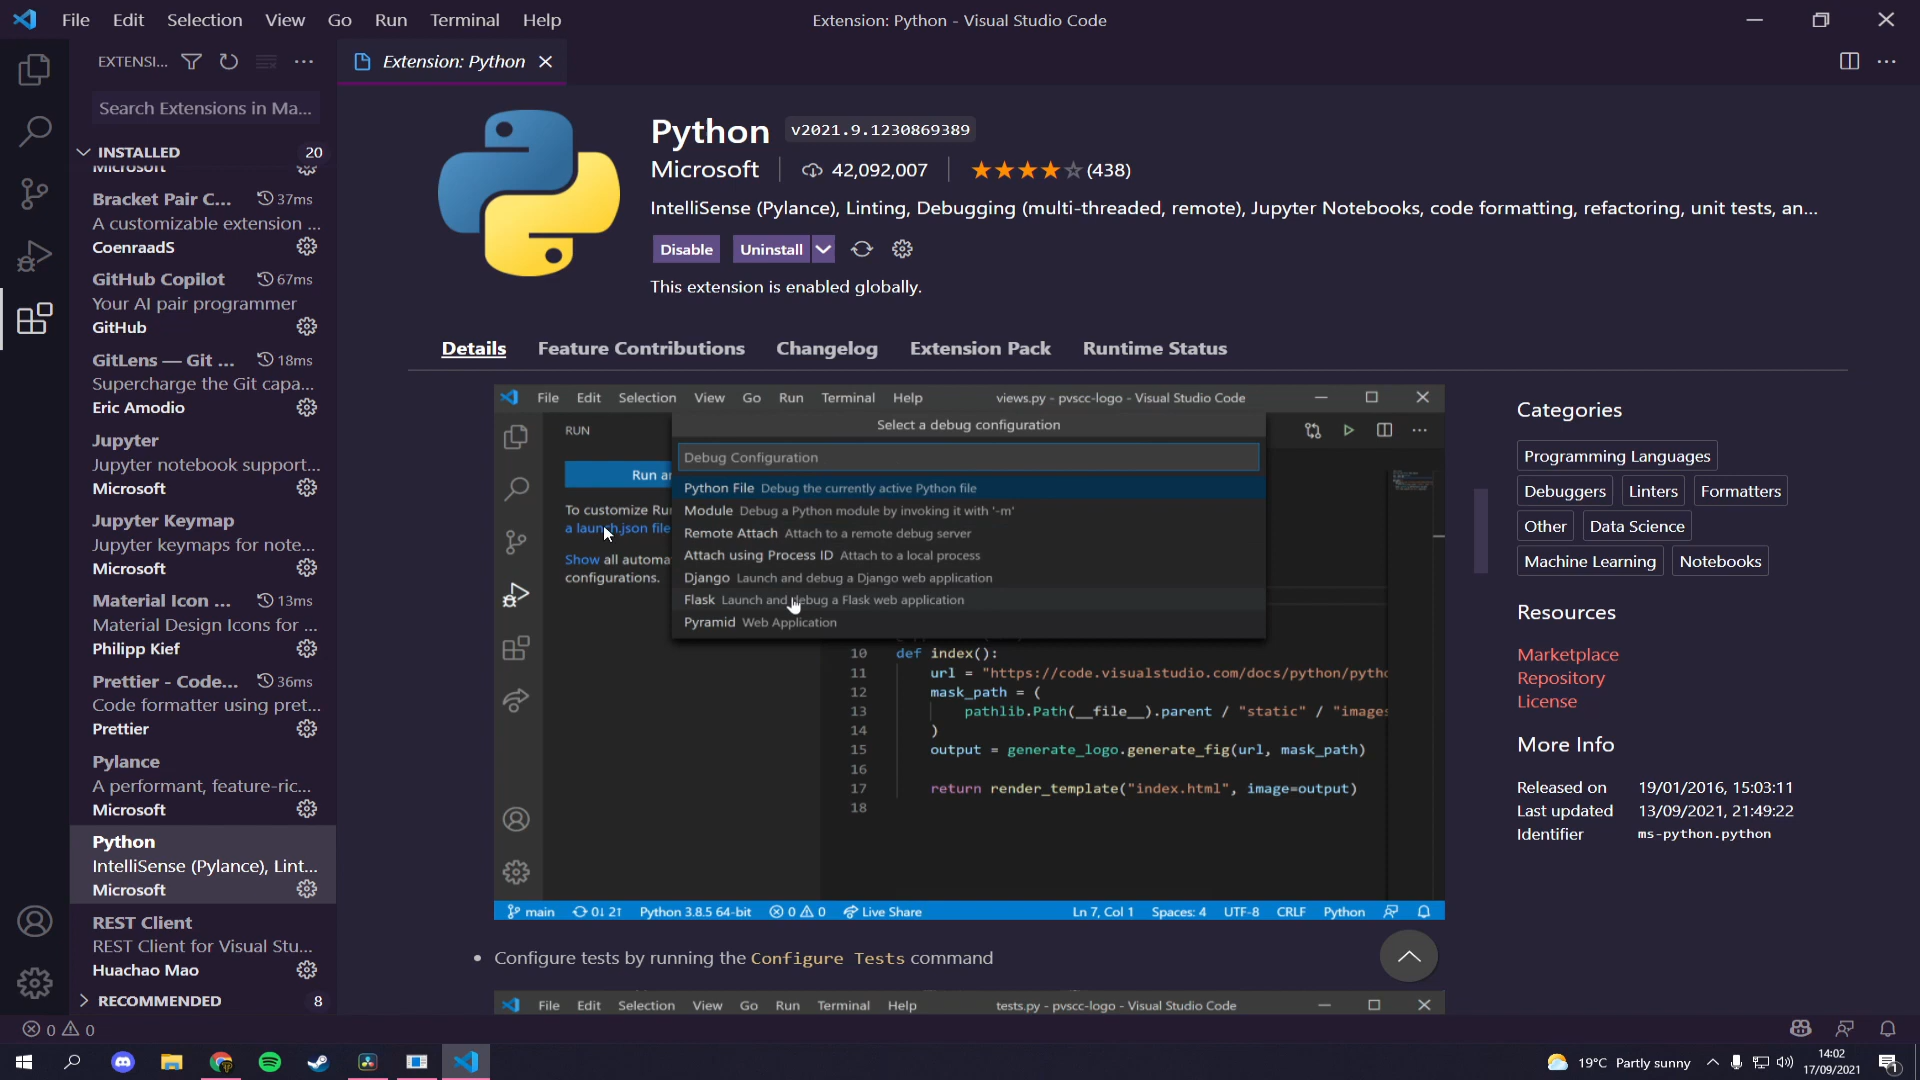 File Edit Selection View Go Run Terminal Help
Extension: Python - Visual Studio Code
EXTENSI...
Extension: Python
Search Extensions in Ma...
INSTALLED 20
Microsoft
Bracket Pair C... 37ms
A customizable extension ...
CoenraadS
GitHub Copilot 67ms
Your AI pair programmer
GitHub
GitLens — Git ... 18ms
Supercharge the Git capa...
Eric Amodio
Jupyter
Jupyter notebook support...
Microsoft
Jupyter Keymap
Jupyter keymaps for note...
Microsoft
Material Icon ... 13ms
Material Design Icons for ...
Philipp Kief
Prettier - Code... 36ms
Code formatter using pret...
Prettier
Pylance
A performant, feature-ric...
Microsoft
Python
IntelliSense (Pylance), Lint...
Microsoft
REST Client
REST Client for Visual Stu...
Huachao Mao
RECOMMENDED 8
Python v2021.9.1230869389
Microsoft 42,092,007 (438)
IntelliSense (Pylance), Linting, Debugging (multi-threaded, remote), Jupyter Notebooks, code formatting, refactoring, unit tests, an...
Disable Uninstall
This extension is enabled globally.
Details Feature Contributions Changelog Extension Pack Runtime Status
File Edit Selection View Go Run Terminal Help views.py - pvscc-logo - Visual Studio Code
RUN
Select a debug configuration
Debug Configuration
Run a
To customize Ru
a launch.json file
Show all automa
configurations.
Python File Debug the currently active Python file
Module Debug a Python module by invoking it with '-m'
Remote Attach Attach to a remote debug server
Attach using Process ID Attach to a local process
Django Launch and debug a Django web application
Flask Launch and debug a Flask web application
Pyramid Web Application
10 def index():
11 url = "https://code.visualstudio.com/docs/python/pytho
12 mask_path = (
13 pathlib.Path(__file__).parent / "static" / "images
14 )
15 output = generate_logo.generate_fig(url, mask_path)
16
17 return render_template("index.html", image=output)
18
main 0↓ 2↑ Python 3.8.5 64-bit 0 0 Live Share Ln 7, Col 1 Spaces: 4 UTF-8 CRLF Python
• Configure tests by running the Configure Tests command
File Edit Selection View Go Run Terminal Help tests.py - pvscc-logo - Visual Studio Code
Categories
Programming Languages
Debuggers Linters Formatters
Other Data Science
Machine Learning Notebooks
Resources
Marketplace
Repository
License
More Info
Released on 19/01/2016, 15:03:11
Last updated 13/09/2021, 21:49:22
Identifier ms-python.python
0 0
19°C Partly sunny
14:02
17/09/2021
1